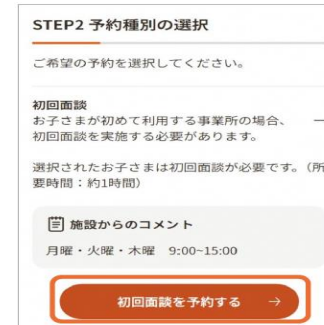 STEP2 予約種別の選択
ご希望の予約を選択してください。
初回面談
お子さまが初めて利用する事業所の場合、
初回面談を実施する必要があります。
選択されたお子さまは初回面談が必要です。（所
要時間：約1時間）
施設からのコメント
月曜・火曜・木曜 9:00~15:00
初回面談を予約する →